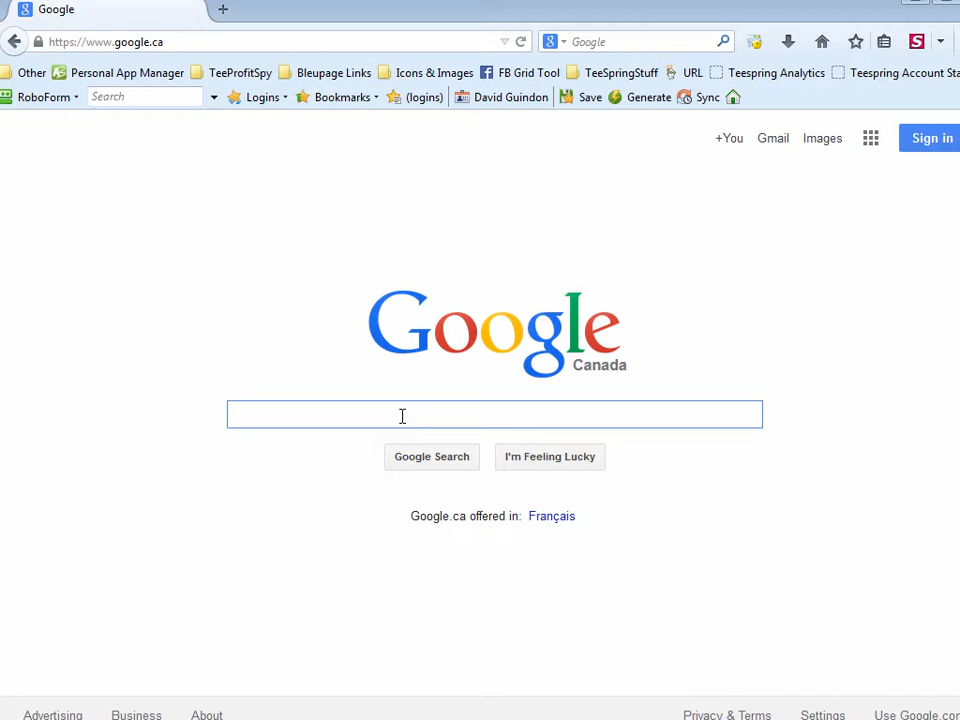 Google
https://www.google.ca
Google
Other Personal App Manager TeeProfitSpy Bleupage Links Icons & Images FB Grid Tool TeeSpringStuff URL Teespring Analytics Teespring Account Sta
RoboForm Search Logins Bookmarks (logins) David Guindon Save Generate Sync
+You Gmail Images Sign in
Google
Canada
Google Search I'm Feeling Lucky
Google.ca offered in: Français
Advertising Business About Privacy & Terms Settings Use Google.com